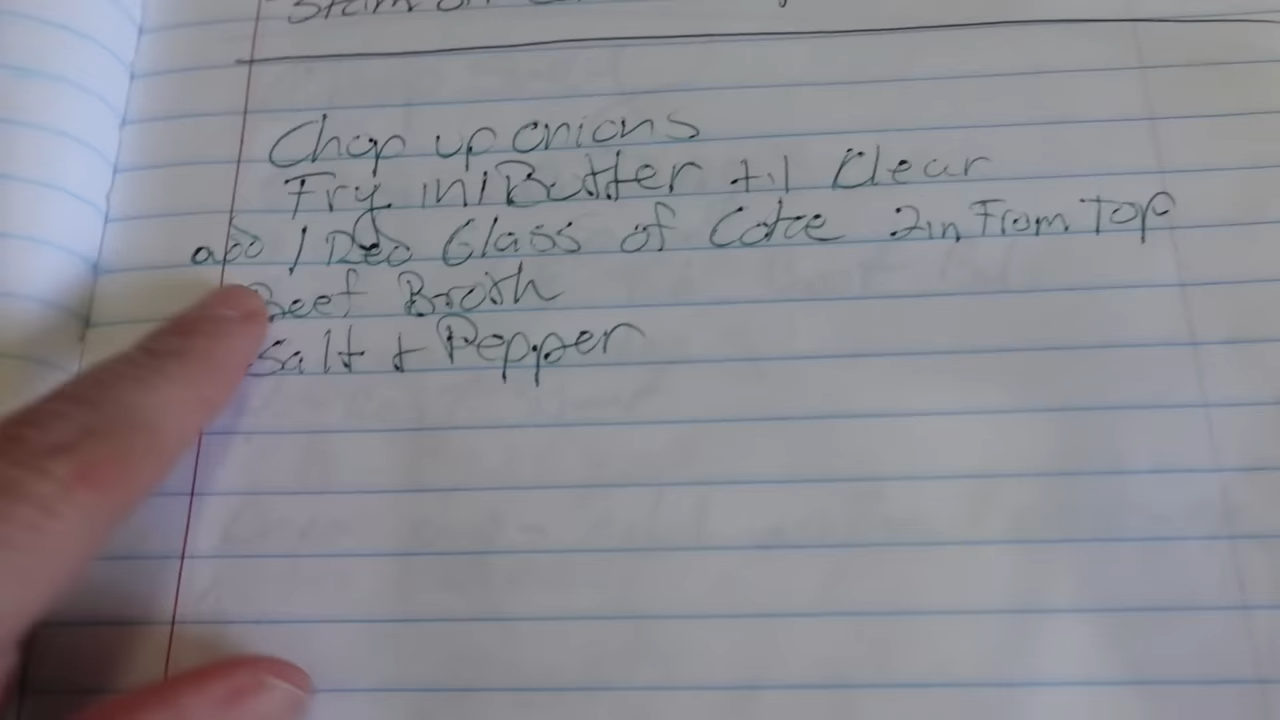 Chop up onions
Fry in 1 Butter til Clear
add 1 Red Glass of Coke 2in From Top
Beef Broth
Salt + Pepper